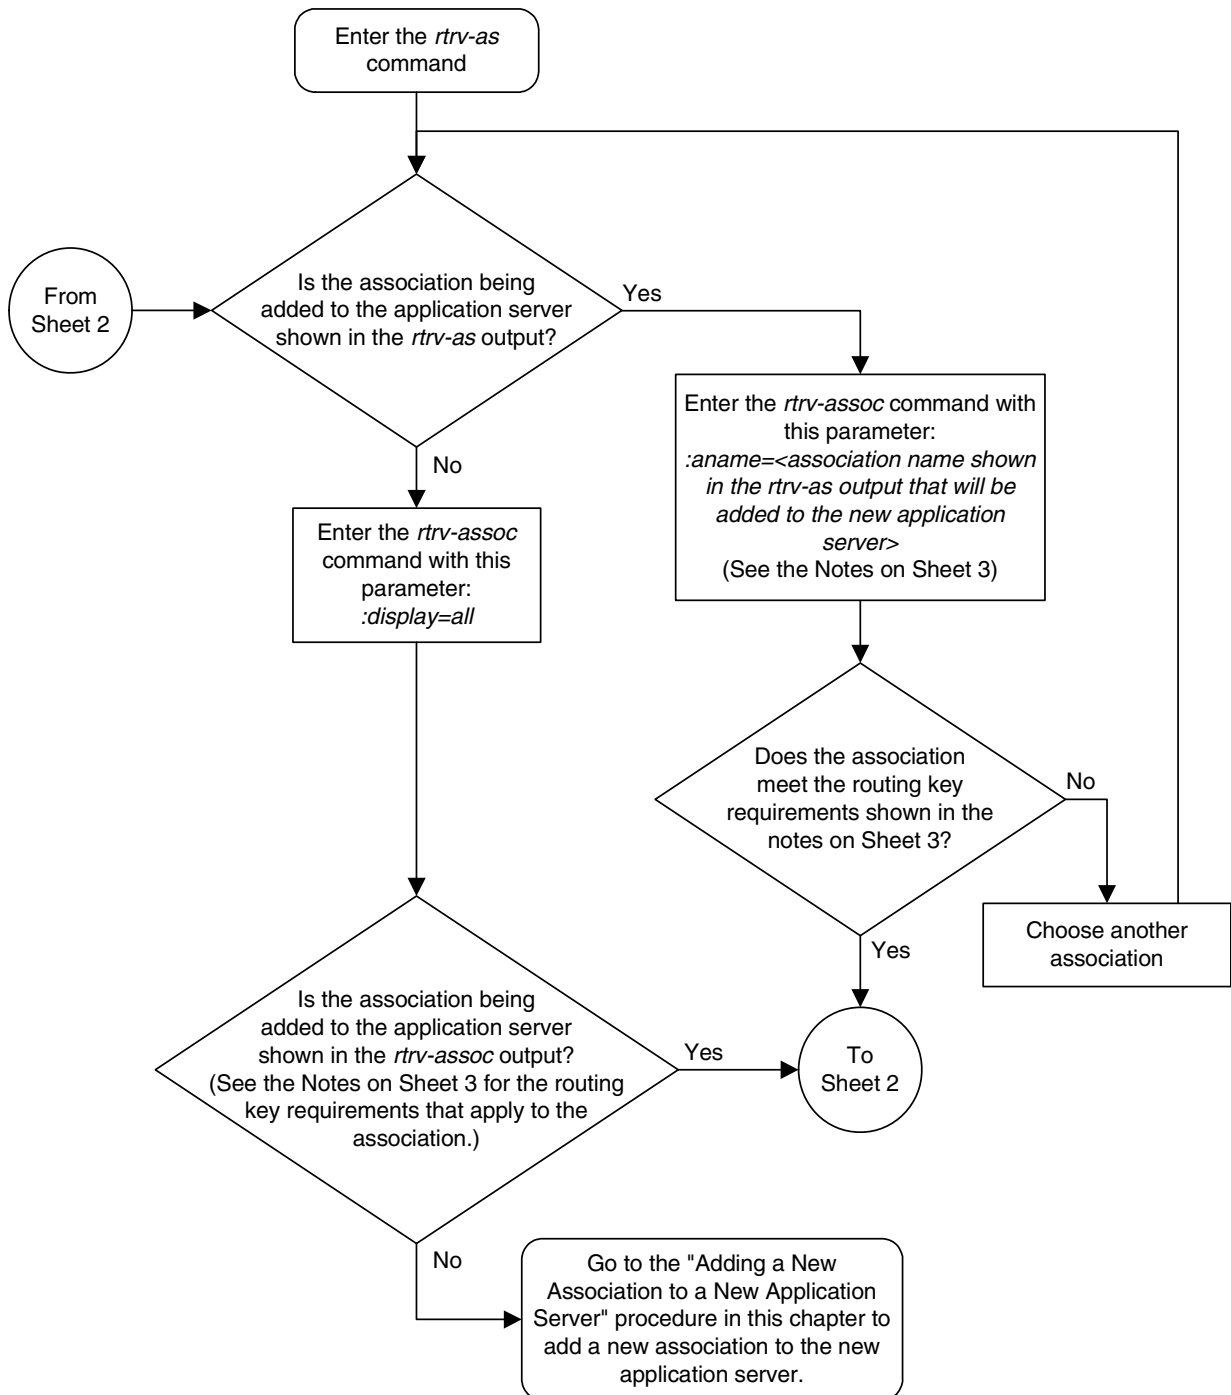 Enter the rtrv-as
command
From
Sheet 2
Is the association being
added to the application server
shown in the rtrv-as output?
Yes
No
Enter the rtrv-assoc command with
this parameter:
:aname=<association name shown
in the rtrv-as output that will be
added to the new application
server>
(See the Notes on Sheet 3)
Enter the rtrv-assoc
command with this
parameter:
:display=all
Does the association
meet the routing key
requirements shown in the
notes on Sheet 3?
No
Yes
Choose another
association
Is the association being
added to the application server
shown in the rtrv-assoc output?
(See the Notes on Sheet 3 for the routing
key requirements that apply to the
association.)
Yes
To
Sheet 2
No
Go to the "Adding a New
Association to a New Application
Server" procedure in this chapter to
add a new association to the new
application server.